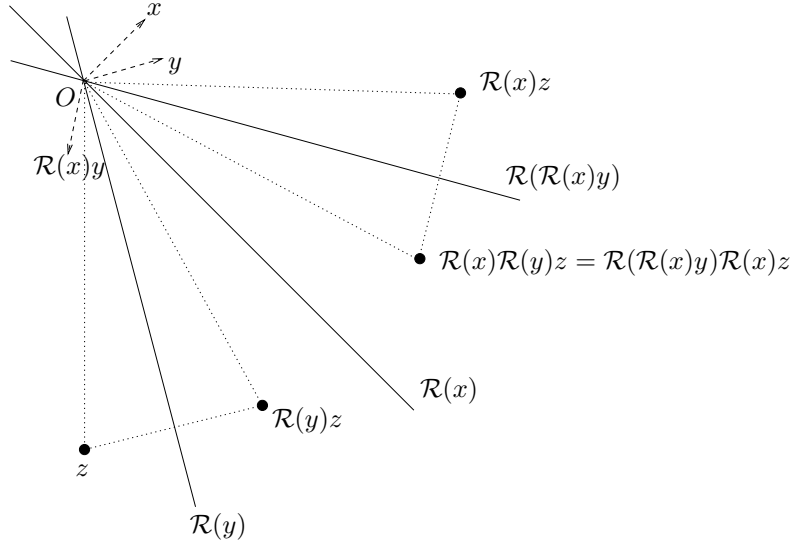 x
y
O
ℛ(x)z
ℛ(x)y
ℛ(ℛ(x)y)
ℛ(x)ℛ(y)z = ℛ(ℛ(x)y)ℛ(x)z
ℛ(x)
ℛ(y)z
z
ℛ(y)